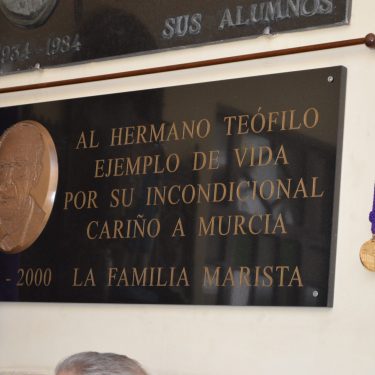 1934 - 1984 SUS ALUMNOS
AL HERMANO TEÓFILO
EJEMPLO DE VIDA
POR SU INCONDICIONAL
CARIÑO A MURCIA
- 2000 LA FAMILIA MARISTA